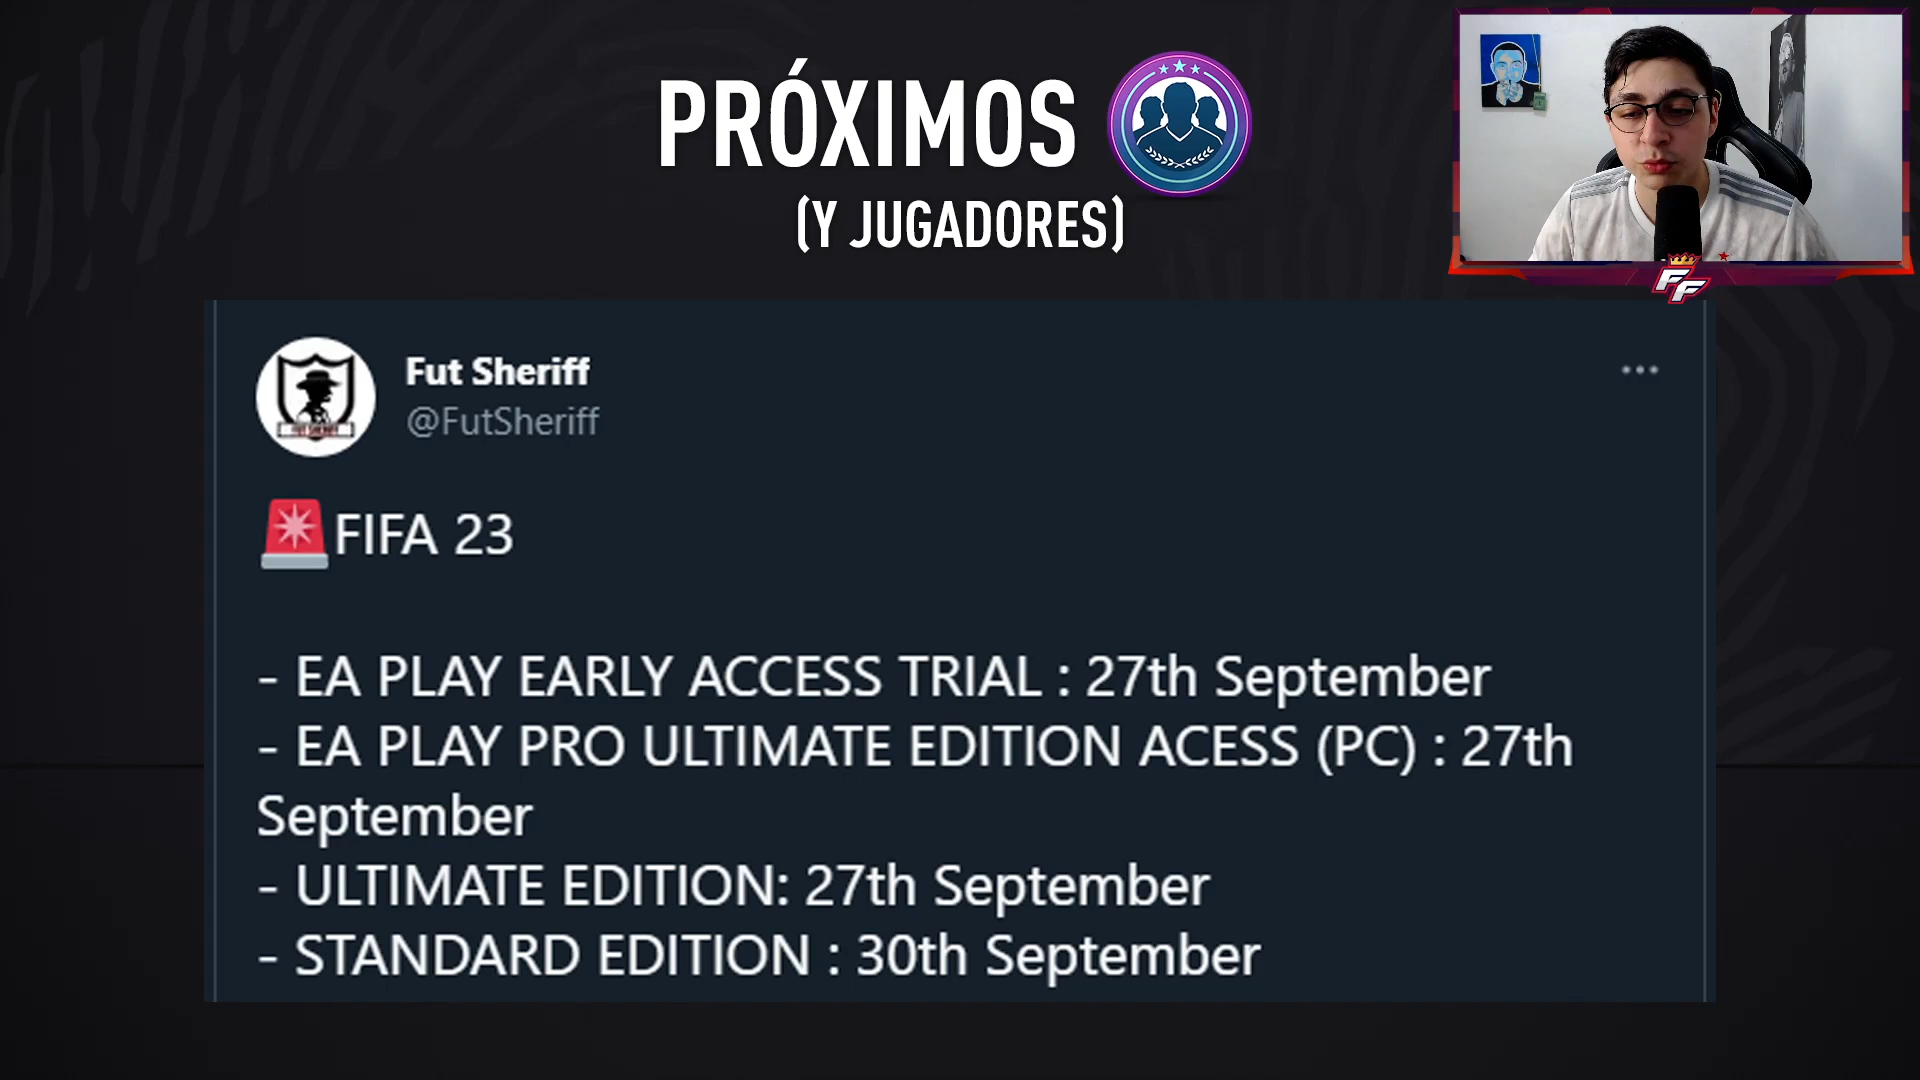 PRÓXIMOS
(Y JUGADORES)
FF
Fut Sheriff
@FutSheriff
FIFA 23
- EA PLAY EARLY ACCESS TRIAL : 27th September
- EA PLAY PRO ULTIMATE EDITION ACESS (PC) : 27th
September
- ULTIMATE EDITION: 27th September
- STANDARD EDITION : 30th September